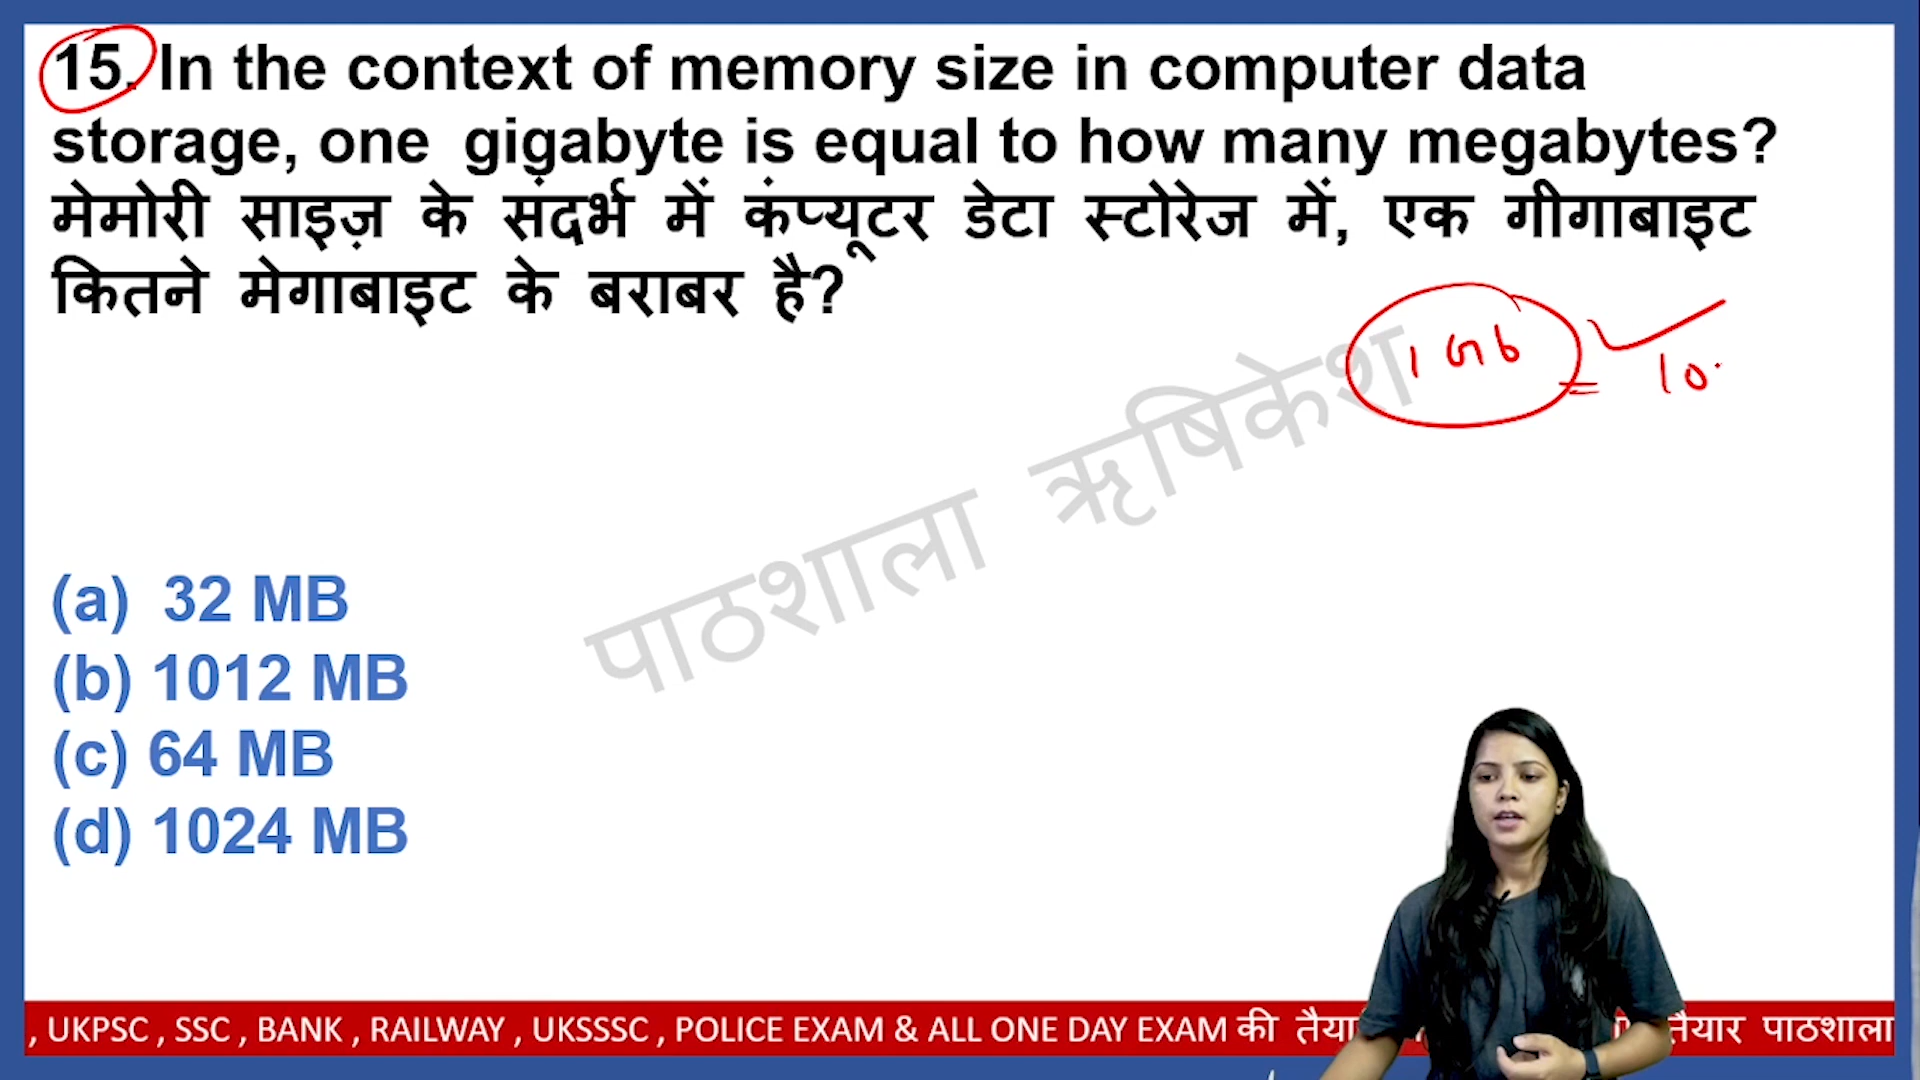 15. In the context of memory size in computer data
storage, one gigabyte is equal to how many megabytes?
मेमोरी साइज़ के संदर्भ में कंप्यूटर डेटा स्टोरेज में, एक गीगाबाइट
कितने मेगाबाइट के बराबर है?
1 Gb = 10.
पाठशाला ऋषिकेश
(a) 32 MB
(b) 1012 MB
(c) 64 MB
(d) 1024 MB
, UKPSC , SSC , BANK , RAILWAY , UKSSSC , POLICE EXAM & ALL ONE DAY EXAM की तैयार पाठशाला